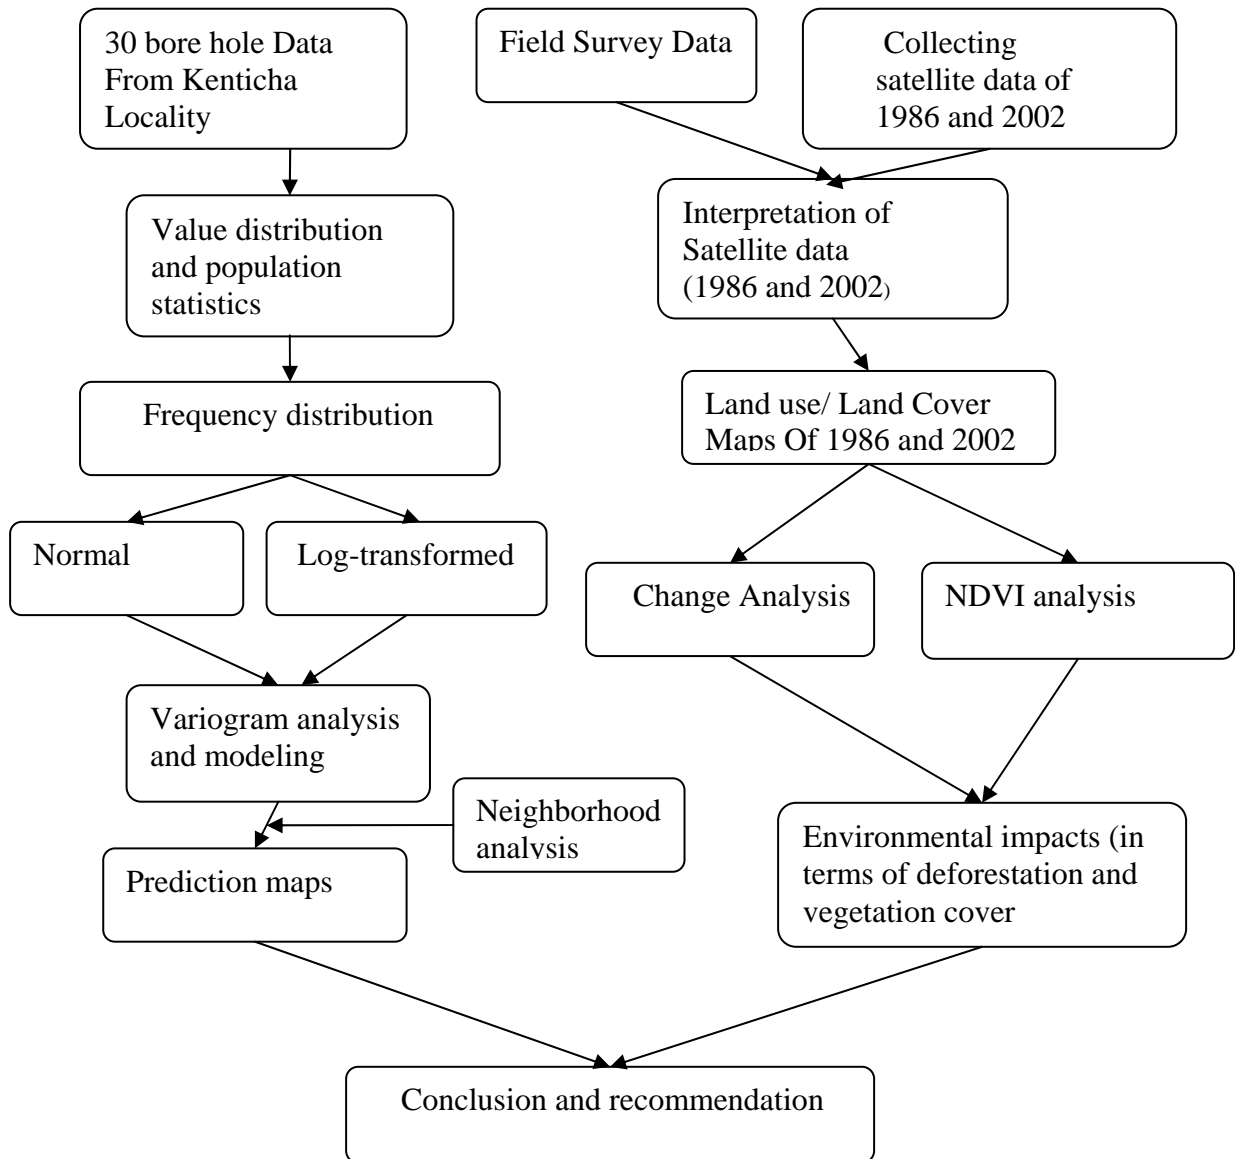 30 bore hole Data
From Kenticha
Locality
Field Survey Data
Collecting
satellite data of
1986 and 2002
Value distribution
and population
statistics
Interpretation of
Satellite data
(1986 and 2002)
Frequency distribution
Land use/ Land Cover
Maps Of 1986 and 2002
Normal
Log-transformed
Change Analysis
NDVI analysis
Variogram analysis
and modeling
Neighborhood
analysis
Prediction maps
Environmental impacts (in
terms of deforestation and
vegetation cover
Conclusion and recommendation